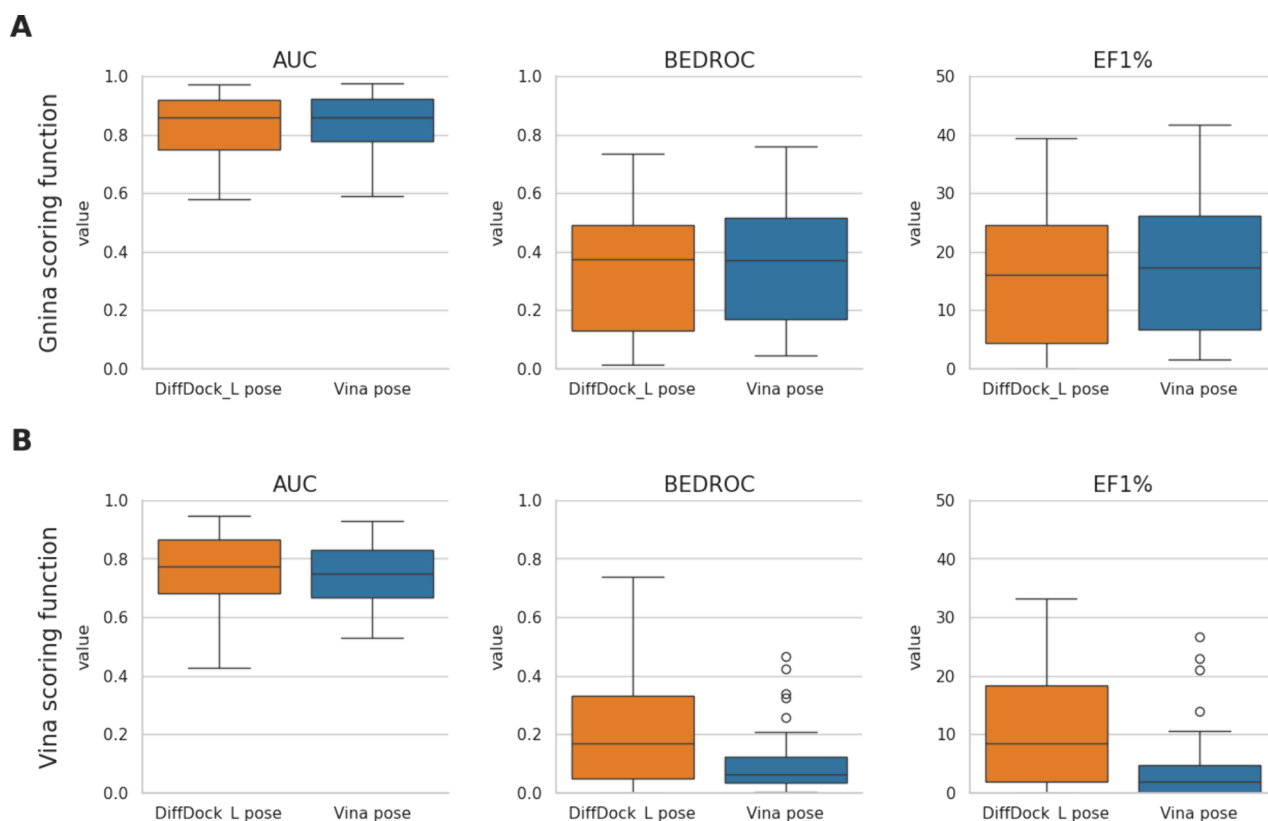 A
Gnina scoring function
AUC
value
1.0
0.8
0.6
0.4
0.2
0.0
DiffDock_L pose
Vina pose
BEDROC
value
1.0
0.8
0.6
0.4
0.2
0.0
DiffDock_L pose
Vina pose
EF1%
value
50
40
30
20
10
0
DiffDock_L pose
Vina pose
B
Vina scoring function
AUC
value
1.0
0.8
0.6
0.4
0.2
0.0
DiffDock_L pose
Vina pose
BEDROC
value
1.0
0.8
0.6
0.4
0.2
0.0
DiffDock_L pose
Vina pose
EF1%
value
50
40
30
20
10
0
DiffDock_L pose
Vina pose